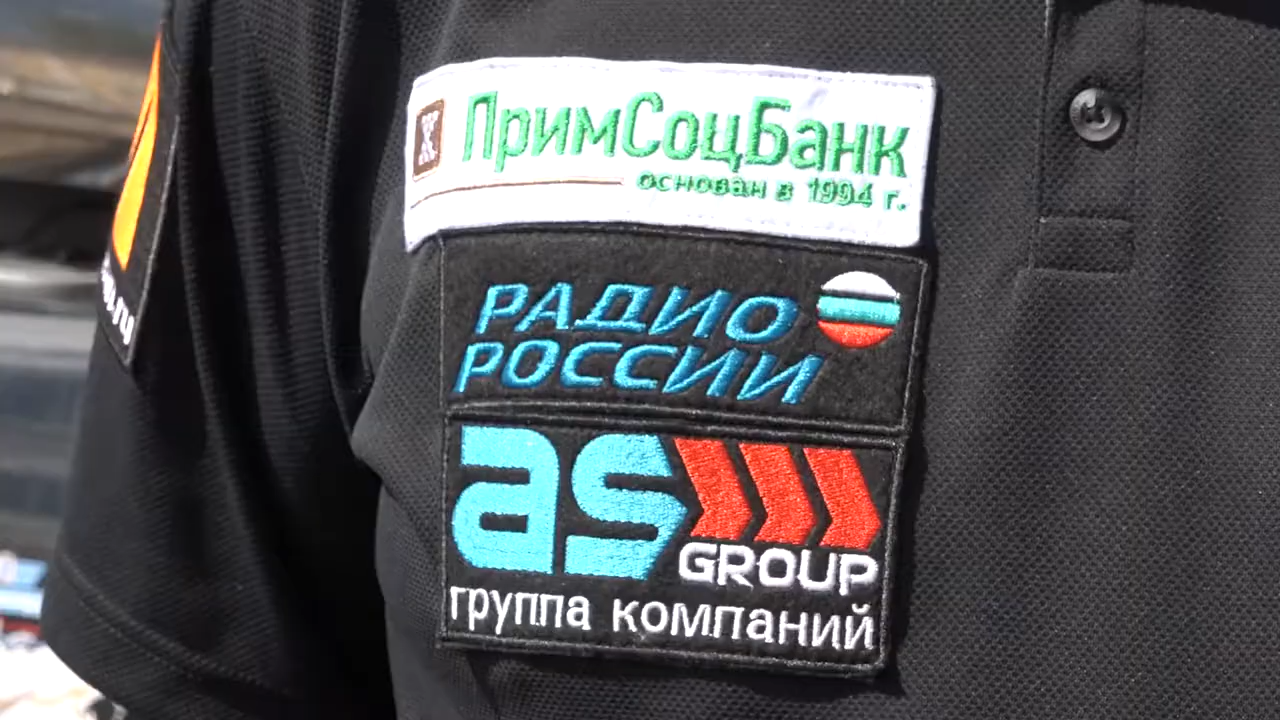 ПримСоцБанк
основан в 1994 г.
РАДИО
РОССИИ
as
GROUP
группа компаний